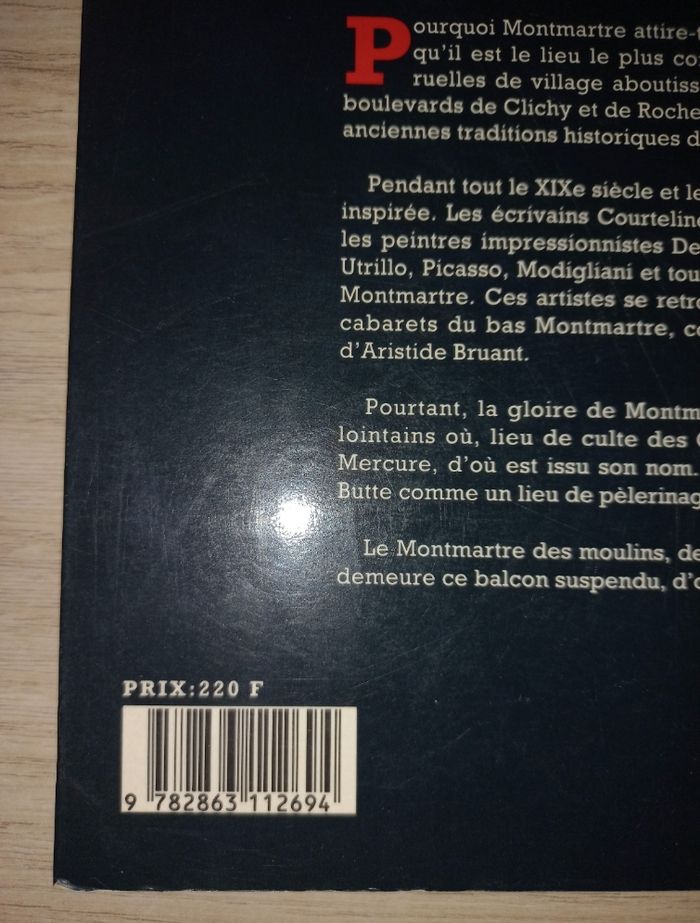 Pourquoi Montmartre attire-t
qu'il est le lieu le plus co
ruelles de village aboutiss
boulevards de Clichy et de Roche
anciennes traditions historiques d
Pendant tout le XIXe siècle et le
inspirée. Les écrivains Courteline
les peintres impressionnistes De
Utrillo, Picasso, Modigliani et tou
Montmartre. Ces artistes se retro
cabarets du bas Montmartre, co
d'Aristide Bruant.
Pourtant, la gloire de Montm
lointains où, lieu de culte des
Mercure, d'où est issu son nom.
Butte comme un lieu de pèlerinag
Le Montmartre des moulins, de
demeure ce balcon suspendu, d'o
PRIX:220 F
9 782863 112694